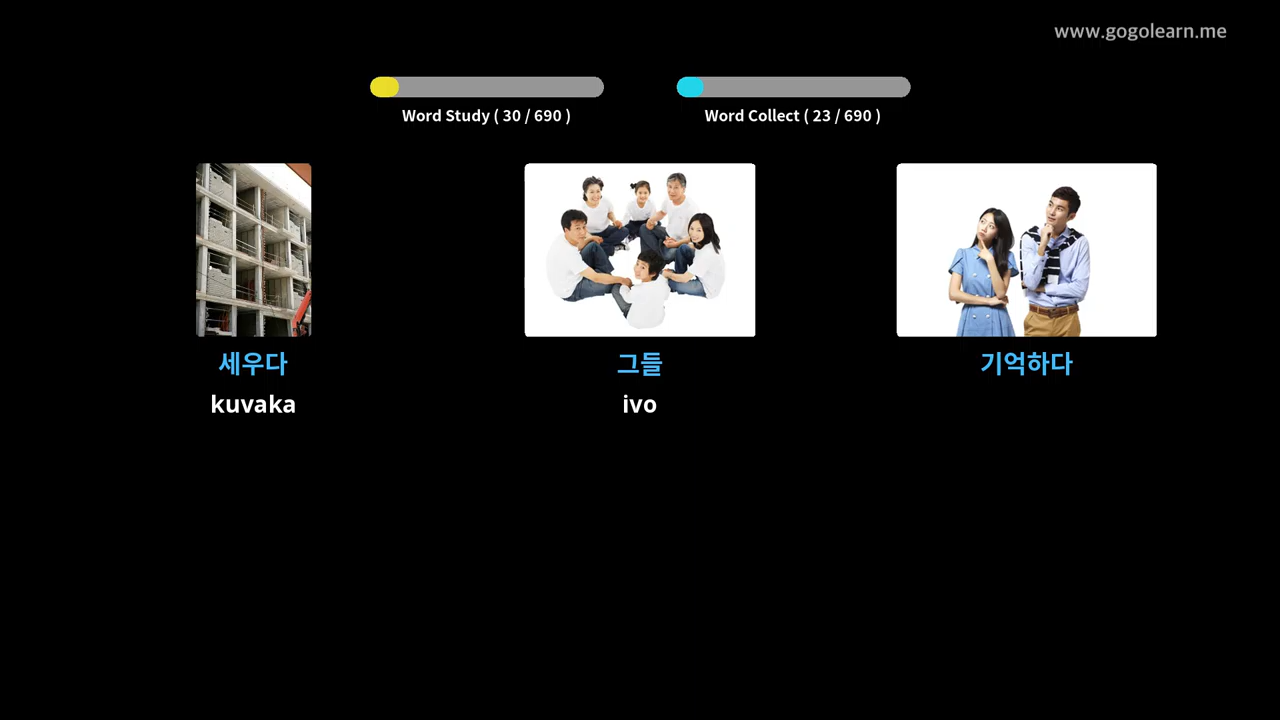 www.gogolearn.me
Word Study ( 30 / 690 )
Word Collect ( 23 / 690 )
세우다
그들
기억하다
kuvaka
ivo